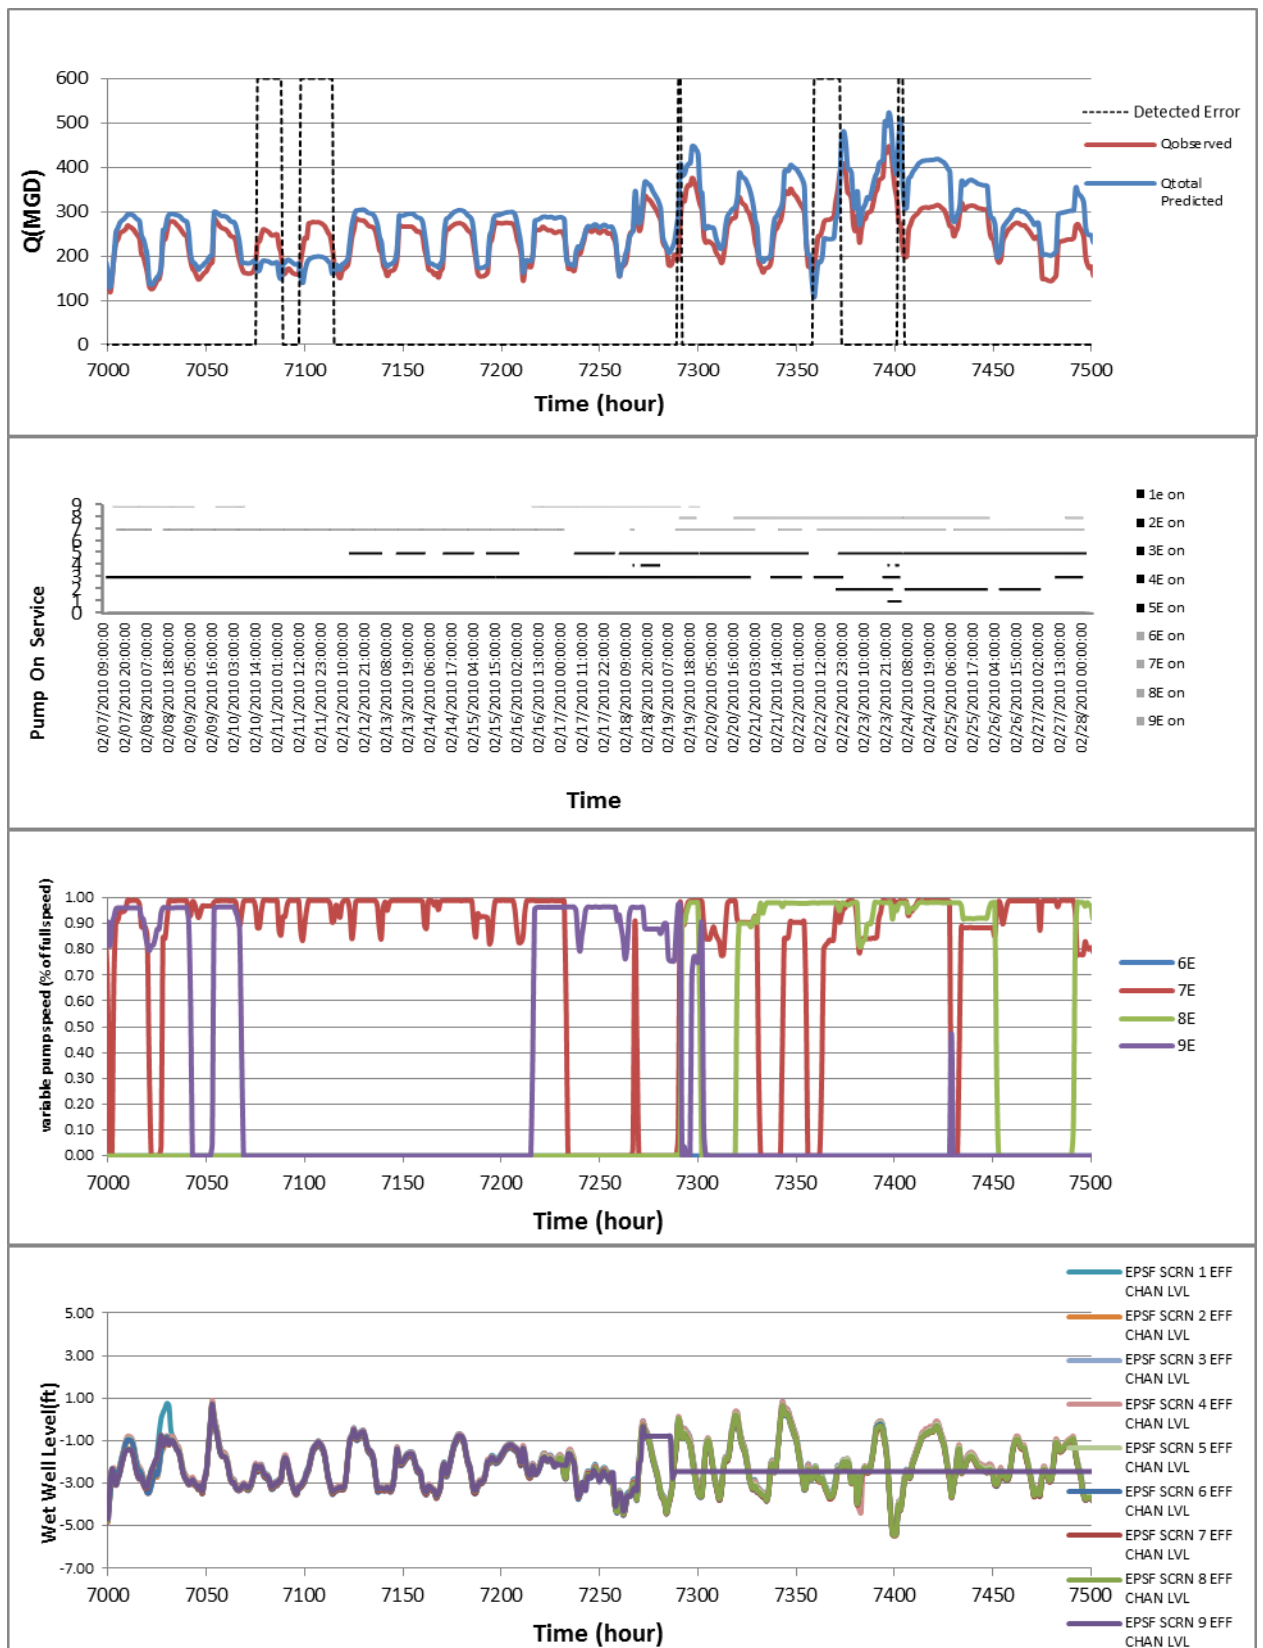 600
500
400
300
200
100
0
Q(MGD)
7000 7050 7100 7150 7200 7250 7300 7350 7400 7450 7500
Time (hour)
Detected Error
Qobserved
Qtotal
Predicted
9
8
7
5
4
3
2
1
0
Pump On Service
02/07/2010 09:00:00
02/07/2010 20:00:00
02/08/2010 07:00:00
02/08/2010 18:00:00
02/09/2010 05:00:00
02/09/2010 16:00:00
02/10/2010 03:00:00
02/10/2010 14:00:00
02/11/2010 01:00:00
02/11/2010 12:00:00
02/11/2010 23:00:00
02/12/2010 10:00:00
02/12/2010 21:00:00
02/13/2010 08:00:00
02/13/2010 19:00:00
02/14/2010 06:00:00
02/14/2010 17:00:00
02/15/2010 04:00:00
02/15/2010 15:00:00
02/16/2010 02:00:00
02/16/2010 13:00:00
02/17/2010 00:00:00
02/17/2010 11:00:00
02/17/2010 22:00:00
02/18/2010 09:00:00
02/18/2010 20:00:00
02/19/2010 07:00:00
02/19/2010 18:00:00
02/20/2010 05:00:00
02/20/2010 16:00:00
02/21/2010 03:00:00
02/21/2010 14:00:00
02/22/2010 01:00:00
02/22/2010 12:00:00
02/22/2010 23:00:00
02/23/2010 10:00:00
02/23/2010 21:00:00
02/24/2010 08:00:00
02/24/2010 19:00:00
02/25/2010 06:00:00
02/25/2010 17:00:00
02/26/2010 04:00:00
02/26/2010 15:00:00
02/27/2010 02:00:00
02/27/2010 13:00:00
02/28/2010 00:00:00
Time
1e on
2E on
3E on
4E on
5E on
6E on
7E on
8E on
9E on
1.00
0.90
0.80
0.70
0.60
0.50
0.40
0.30
0.20
0.10
0.00
variable pump speed (% of full speed)
7000 7050 7100 7150 7200 7250 7300 7350 7400 7450 7500
Time (hour)
6E
7E
8E
9E
5.00
3.00
1.00
-1.00
-3.00
-5.00
-7.00
Wet Well Level(ft)
7000 7050 7100 7150 7200 7250 7300 7350 7400 7450 7500
Time (hour)
EPSF SCRN 1 EFF
CHAN LVL
EPSF SCRN 2 EFF
CHAN LVL
EPSF SCRN 3 EFF
CHAN LVL
EPSF SCRN 4 EFF
CHAN LVL
EPSF SCRN 5 EFF
CHAN LVL
EPSF SCRN 6 EFF
CHAN LVL
EPSF SCRN 7 EFF
CHAN LVL
EPSF SCRN 8 EFF
CHAN LVL
EPSF SCRN 9 EFF
CHAN LVL